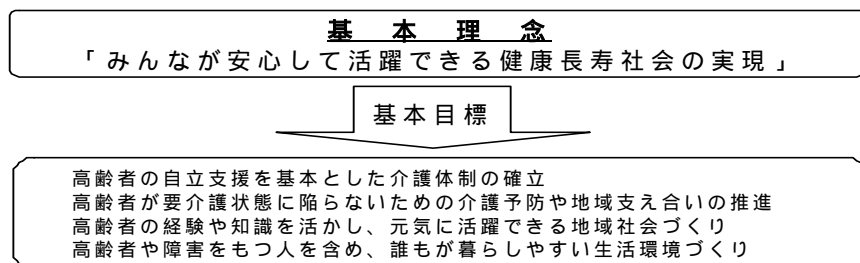 基本理念
「みんなが安心して活躍できる健康長寿社会の実現」
基本目標
高齢者の自立支援を基本とした介護体制の確立
高齢者が要介護状態に陥らないための介護予防や地域支え合いの推進
高齢者の経験や知識を活かし、元気に活躍できる地域社会づくり
高齢者や障害をもつ人を含め、誰もが暮らしやすい生活環境づくり